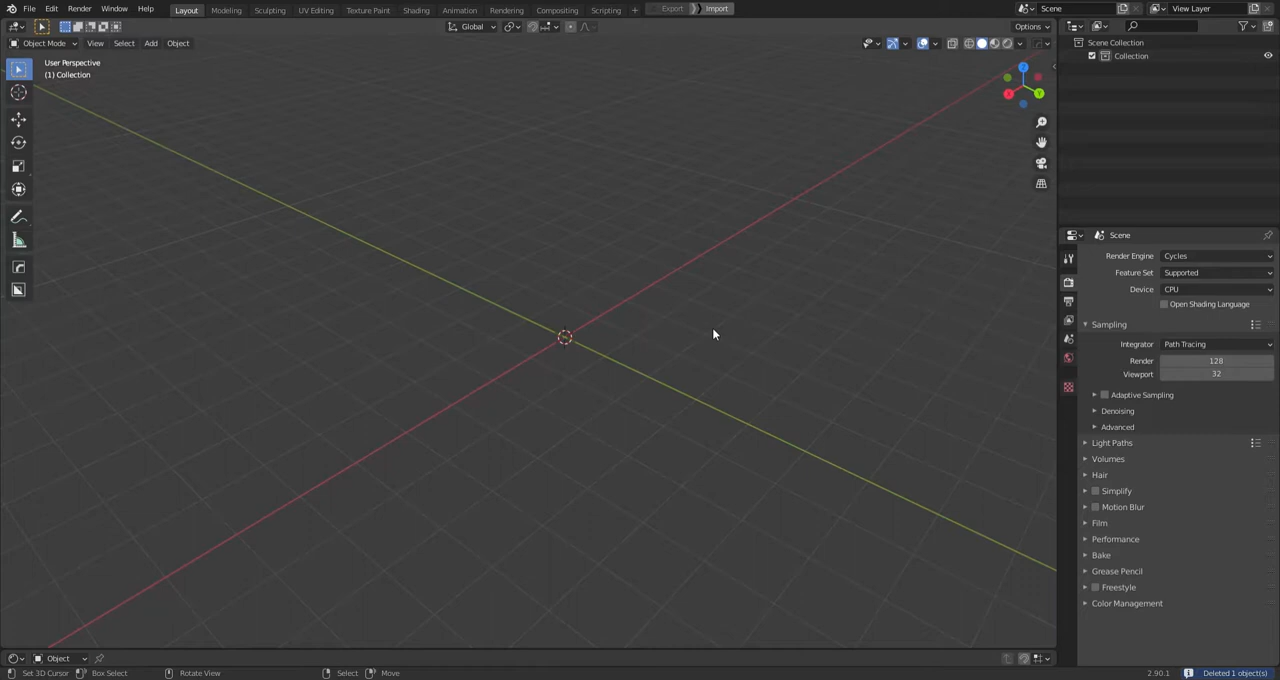 File Edit Render Window Help Layout Modeling Sculpting UV Editing Texture Paint Shading Animation Rendering Compositing Scripting + Export Import Scene View Layer
Global Options
Object Mode View Select Add Object
User Perspective
(1) Collection
Z
Y
X
Scene Collection
Collection
Scene
Render Engine Cycles
Feature Set Supported
Device CPU
Open Shading Language
Sampling
Integrator Path Tracing
Render 128
Viewport 32
Adaptive Sampling
Denoising
Advanced
Light Paths
Volumes
Hair
Simplify
Motion Blur
Film
Performance
Bake
Grease Pencil
Freestyle
Color Management
Object
Set 3D Cursor Box Select Rotate View Select Move 2.90.1 Deleted 1 object(s)